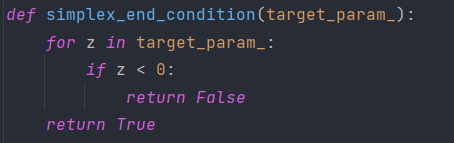 def simplex_end_condition(target_param_):
    for z in target_param_:
        if z < 0:
            return False
    return True